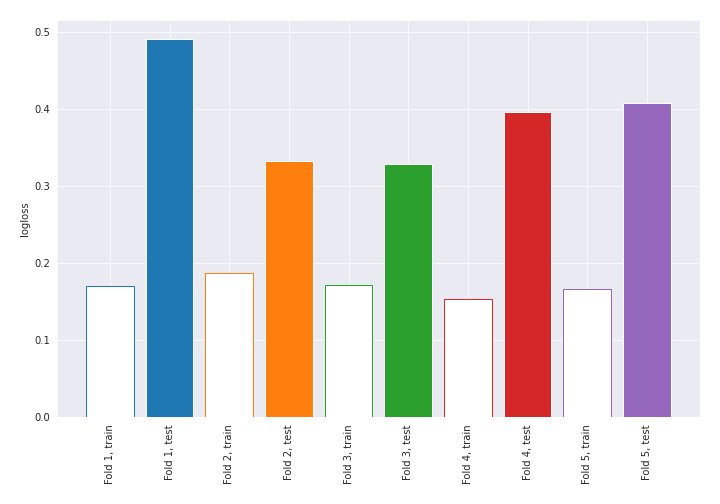 0.5
0.4
0.3
0.2
0.1
0.0
logloss
Fold 1, train
Fold 1, test
Fold 2, train
Fold 2, test
Fold 3, train
Fold 3, test
Fold 4, train
Fold 4, test
Fold 5, train
Fold 5, test